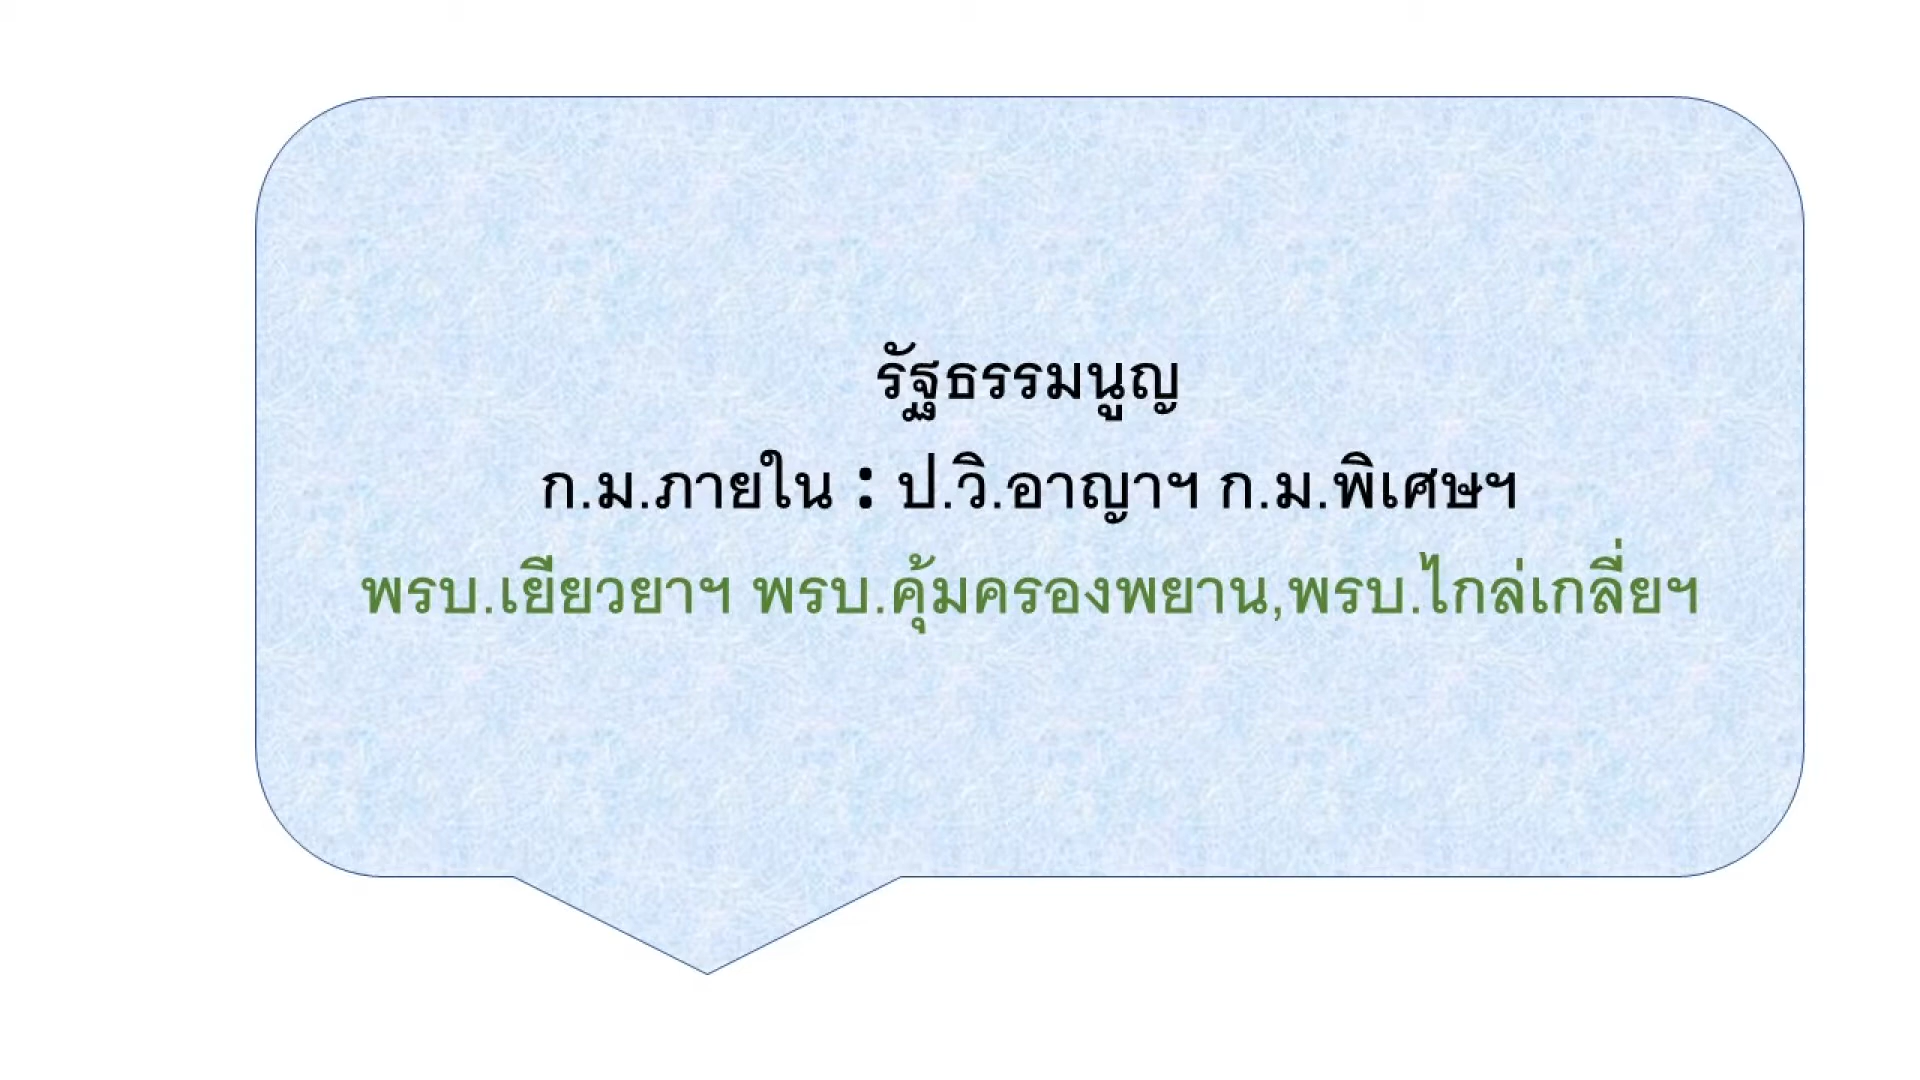 รัฐธรรมนูญ
ก.ม.ภายใน : ป.วิ.อาญาฯ ก.ม.พิเศษฯ
พรบ.เยียวยาฯ พรบ.คุ้มครองพยาน,พรบ.ไกล่เกลี่ยฯ